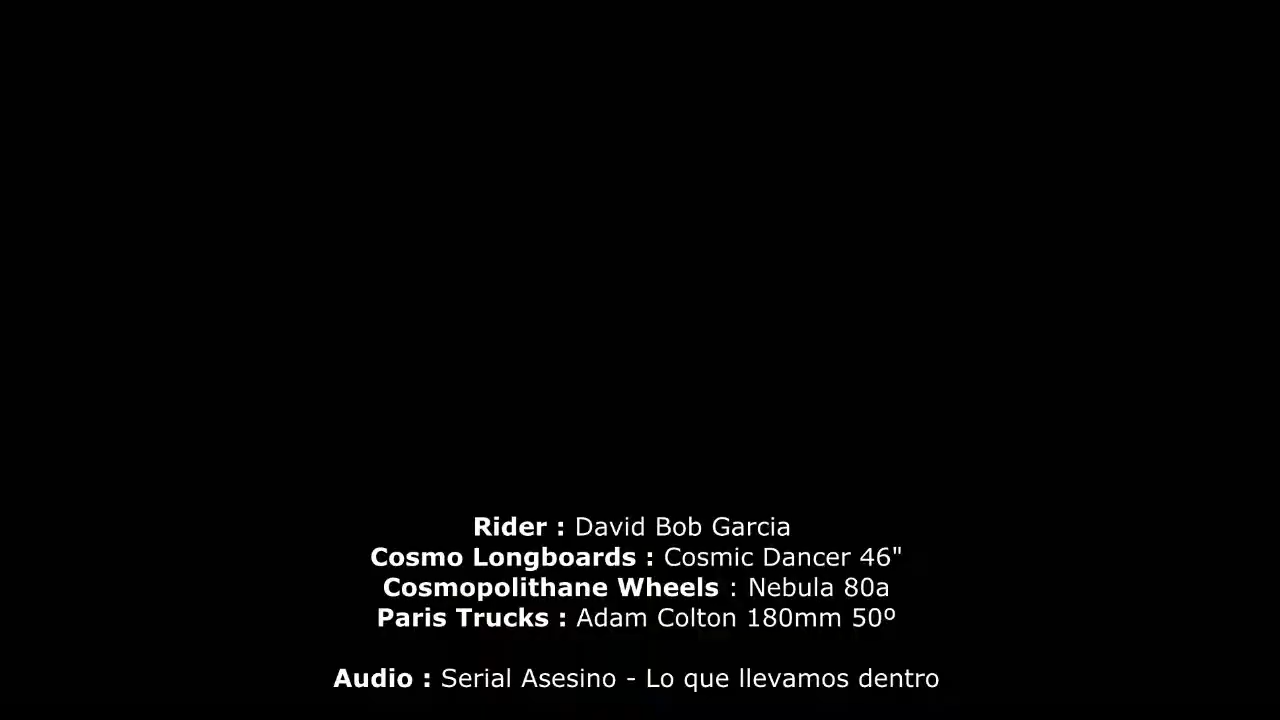 Rider : David Bob Garcia
Cosmo Longboards : Cosmic Dancer 46"
Cosmopolithane Wheels : Nebula 80a
Paris Trucks : Adam Colton 180mm 50º
Audio : Serial Asesino - Lo que llevamos dentro